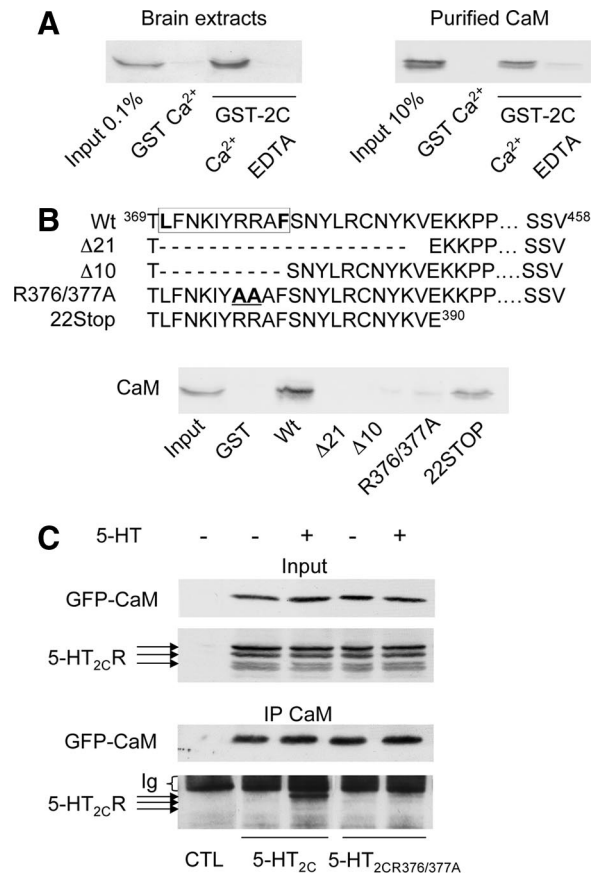 A
Brain extracts
Purified CaM
Input 0.1%
GST Ca²⁺
GST-2C
Ca²⁺
EDTA
Input 10%
GST Ca²⁺
GST-2C
Ca²⁺
EDTA
B
Wt ³⁶⁹TLFNKIYRRAFSNYLRCNYKVEKKPP... SSV⁴⁵⁸
Δ21 T- - - - - - - - - - - - - - - - - - - - - EKKPP... SSV
Δ10 T- - - - - - - - - - SNYLRCNYKVEKKPP.... SSV
R376/377A TLFNKIYAAAFSNYLRCNYKVEKKPP....SSV
22Stop TLFNKIYRRAFSNYLRCNYKVE³⁹⁰
CaM
Input
GST
Wt
Δ21
Δ10
R376/377A
22STOP
C
5-HT - - + - +
Input
GFP-CaM
5-HT₂CR
IP CaM
GFP-CaM
Ig
5-HT₂CR
CTL 5-HT₂C 5-HT₂CR376/377A